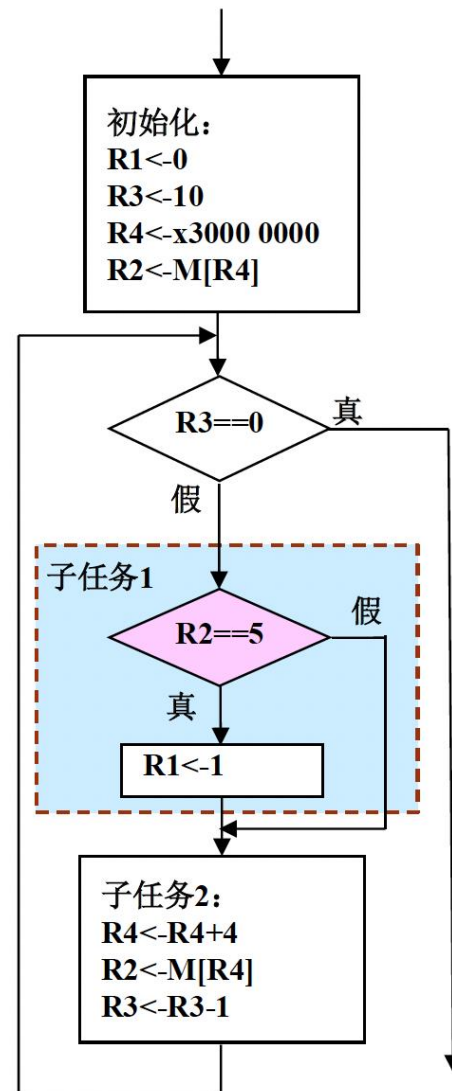 初始化：
R1<-0
R3<-10
R4<-x3000 0000
R2<-M[R4]
R3==0
真
假
子任务1
R2==5
假
真
R1<-1
子任务2：
R4<-R4+4
R2<-M[R4]
R3<-R3-1